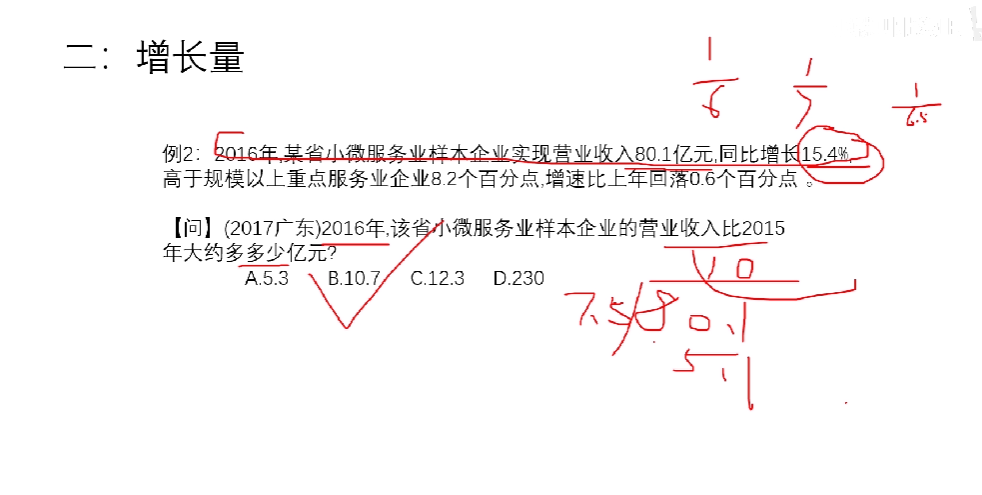 二：增长量
1/6
1/7
1/6.5
例2：2016年,某省小微服务业样本企业实现营业收入80.1亿元,同比增长15.4%,
高于规模以上重点服务业企业8.2个百分点,增速比上年回落0.6个百分点。
【问】(2017广东)2016年,该省小微服务业样本企业的营业收入比2015
年大约多多少亿元?
A.5.3 B.10.7 C.12.3 D.230
10
7.5 80.1
5.1